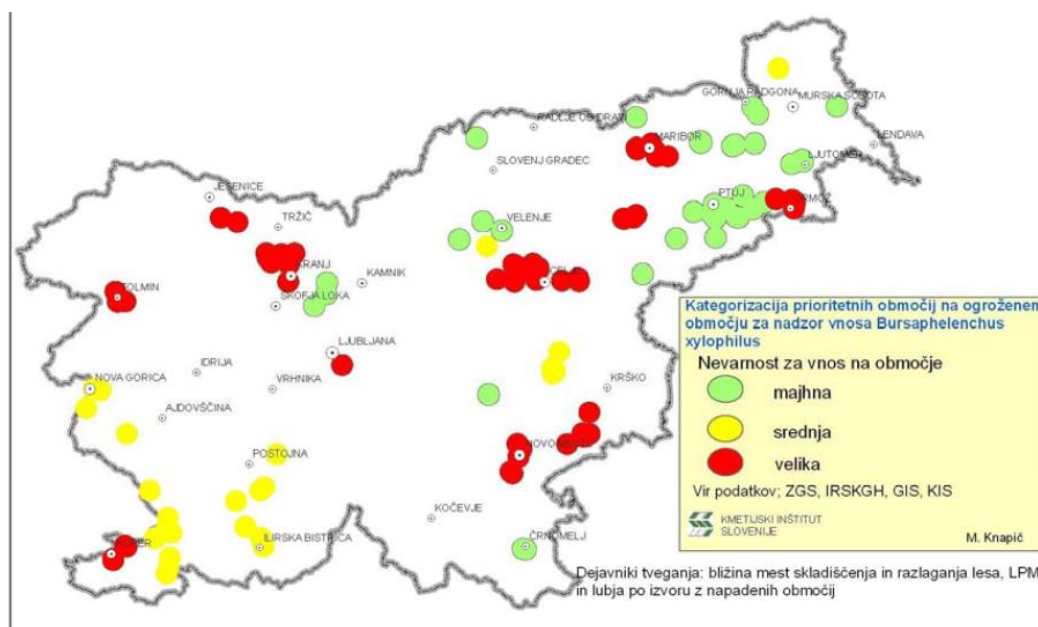 GORNJA RADGONA
MURSKA SOBOTA
RADLJE OB DRAVI
MARIBOR
LENDAVA
LJUTOMER
SLOVENJ GRADEC
JESENICE
PTUJ
TRŽIČ
VELENJE
KRANJ
KAMNIK
TOLMIN
ŠKOFJA LOKA
LJUBLJANA
IDRIJA
NOVA GORICA
VRHNIKA
KRŠKO
AJDOVŠČINA
POSTOJNA
KOČEVJE
ČRNOMELJ
ILIRSKA BISTRICA
Kategorizacija prioritetnih območij na ogroženem
območju za nadzor vnosa Bursaphelenchus
xylophilus
Nevarnost za vnos na območje
majhna
srednja
velika
Vir podatkov; ZGS, IRSKGH, GIS, KIS
KMETIJSKI INŠTITUT
SLOVENIJE
M. Knapič
Dejavniki tveganja: bližina mest skladiščenja in razlaganja lesa, LPM
in lubja po izvoru z napadenih območij